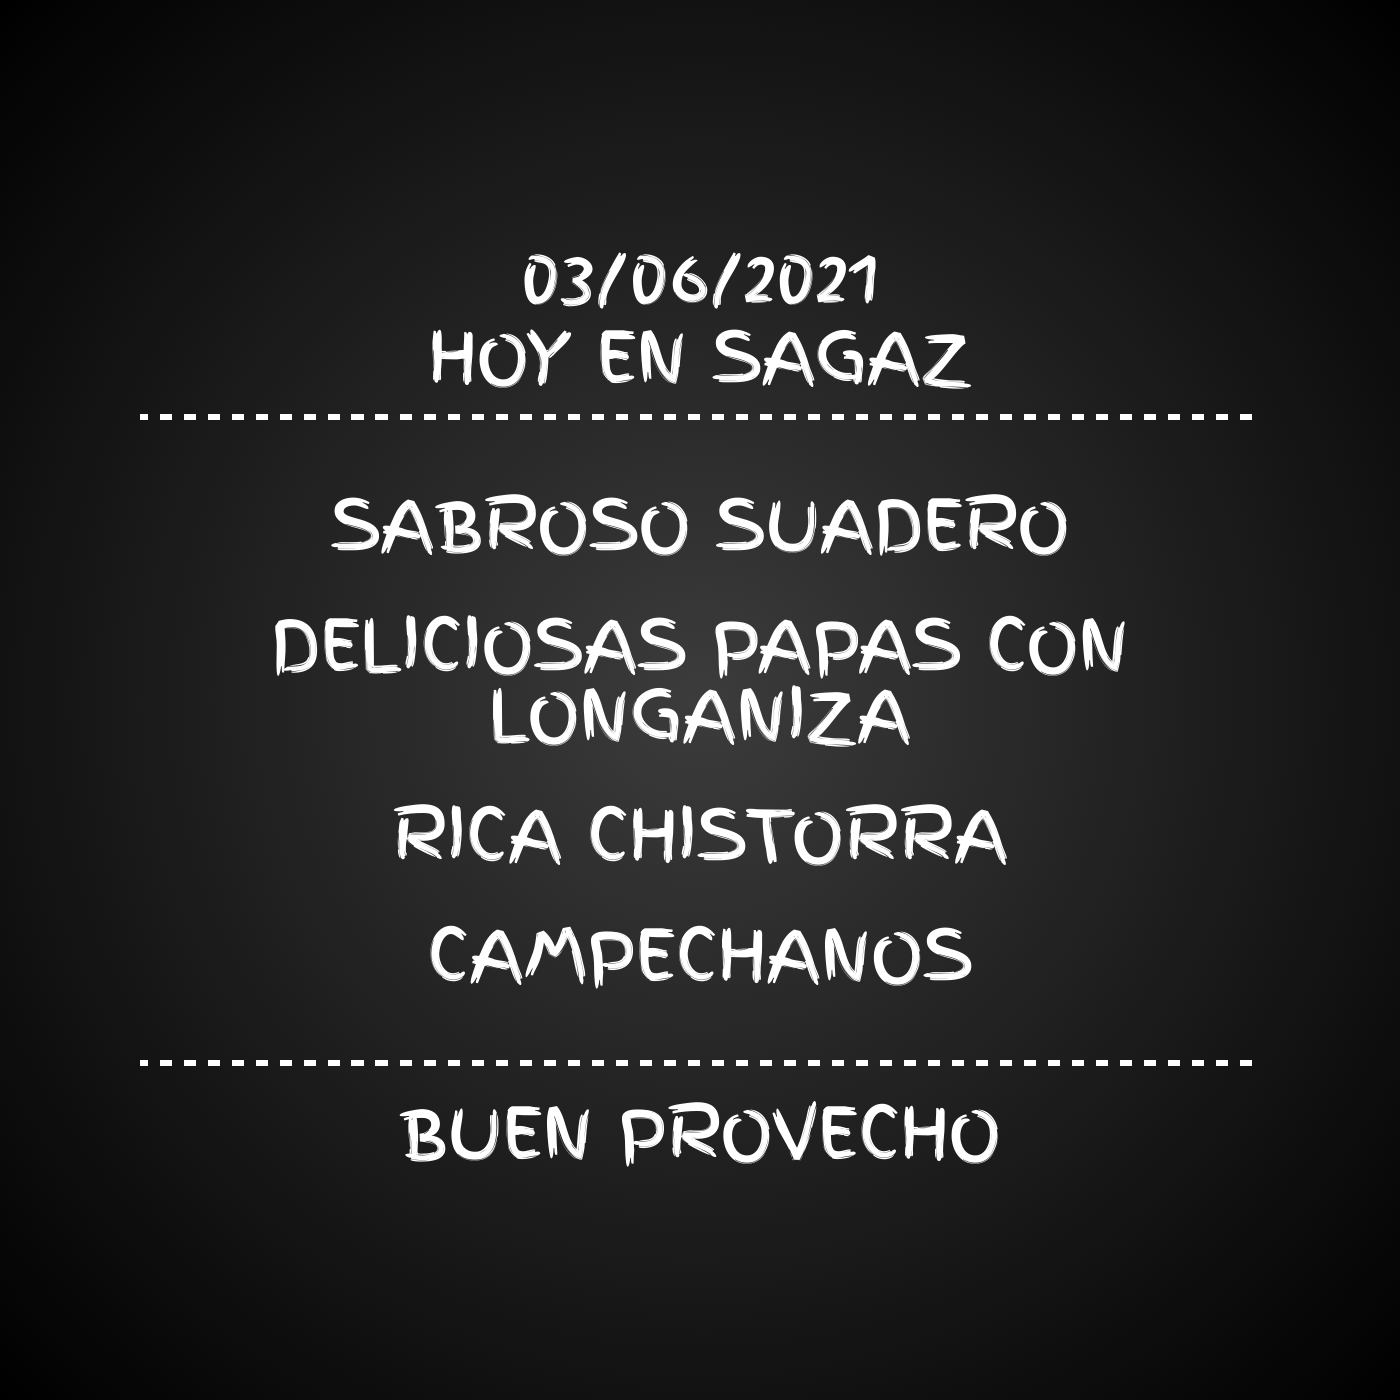 03/06/2021
HOY EN SAGAZ
SABROSO SUADERO
DELICIOSAS PAPAS CON
LONGANIZA
RICA CHISTORRA
CAMPECHANOS
BUEN PROVECHO